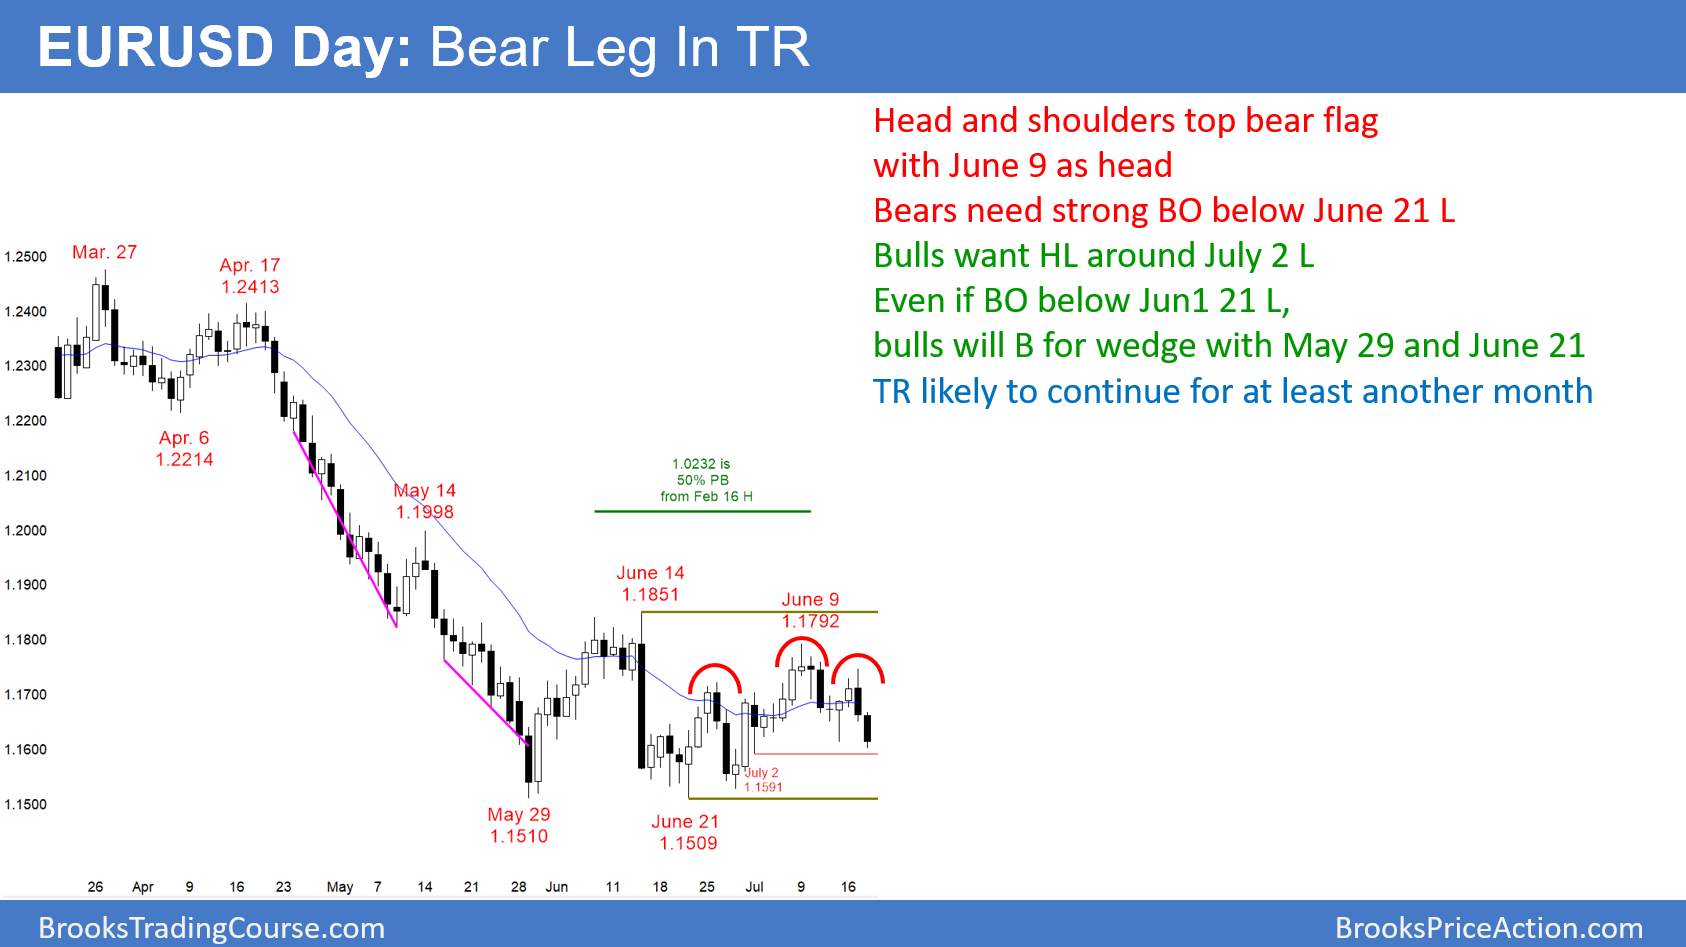 EURUSD Day: Bear Leg In TR
Head and shoulders top bear flag
with June 9 as head
Bears need strong BO below June 21 L
Bulls want HL around July 2 L
Even if BO below Jun1 21 L,
bulls will B for wedge with May 29 and June 21
TR likely to continue for at least another month
Mar. 27
Apr. 17
1.2413
Apr. 6
1.2214
May 14
1.1998
1.0232 is
50% PB
from Feb 16 H
June 14
1.1851
June 9
1.1792
July 2
1.1591
May 29
1.1510
June 21
1.1509
1.2500
1.2400
1.2300
1.2200
1.2100
1.2000
1.1900
1.1800
1.1700
1.1600
1.1500
26 Apr 9 16 23 May 7 14 21 28 Jun 11 18 25 Jul 9 16
BrooksTradingCourse.com
BrooksPriceAction.com